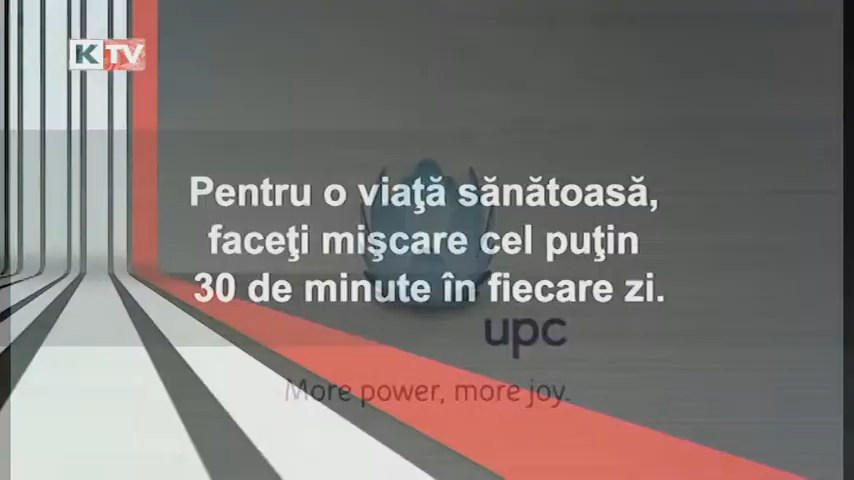 KTV
Pentru o viaţă sănătoasă,
faceţi mişcare cel puţin
30 de minute în fiecare zi.
upc
More power, more joy.